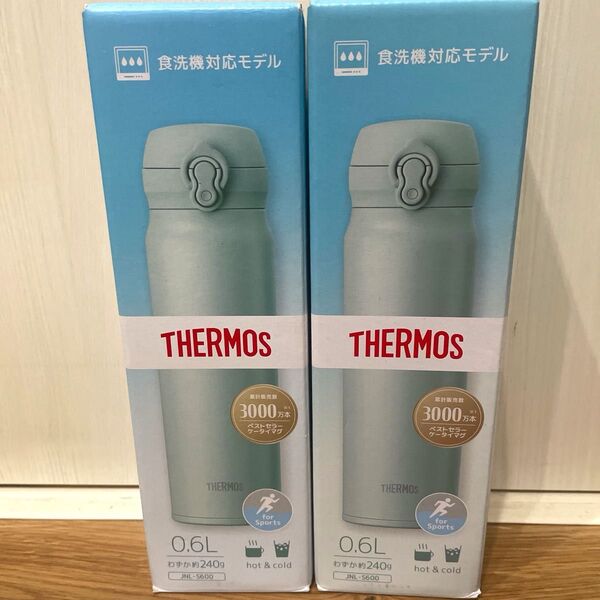 食洗機対応モデル
THERMOS
累計販売数
3000万本
ベストセラー
ケータイマグ
THERMOS
for
Sports
0.6L
わずか約240g
hot & cold
JNL-S600
食洗機対応モデル
THERMOS
累計販売数
3000万本
ベストセラー
ケータイマグ
THERMOS
for
Sports
0.6L
わずか約240g
hot & cold
JNL-S600